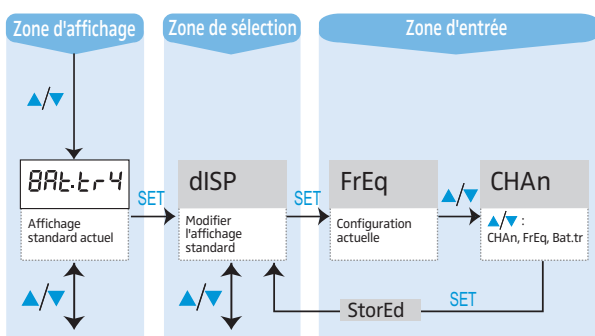 Zone d'affichage
Zone de sélection
Zone d'entrée
▲/▼
BAt.tr4
Affichage
standard actuel
SET
dISP
Modifier
l'affichage
standard
SET
FrEq
Configuration
actuelle
▲/▼
CHAn
▲/▼ :
CHAn, FrEq, Bat.tr
▲/▼
▲/▼
StorEd
SET